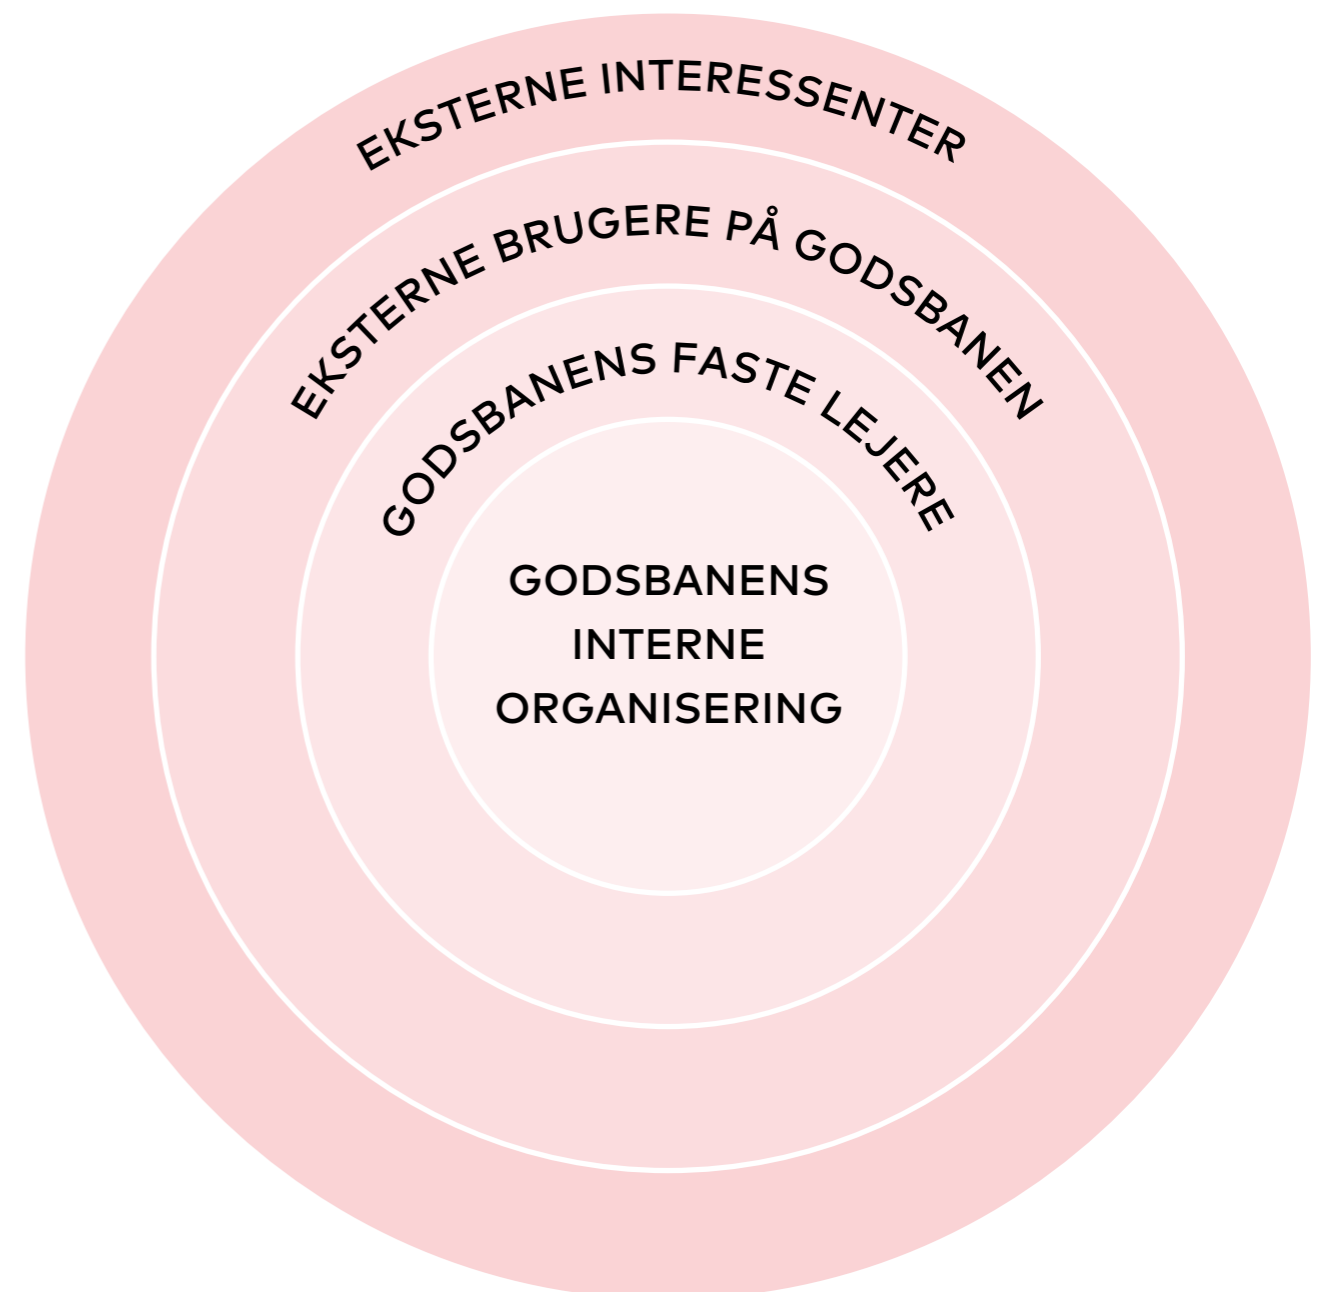 EKSTERNE INTERESSENTER
EKSTERNE BRUGERE PÅ GODSBANEN
GODSBANENS FASTE LEJERE
GODSBANENS
INTERNE
ORGANISERING